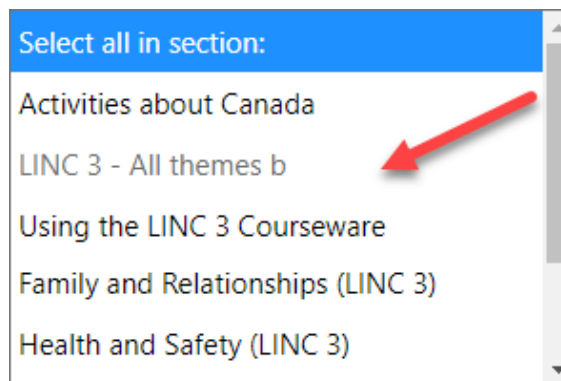 Select all in section:
Activities about Canada
LINC 3 - All themes b
Using the LINC 3 Courseware
Family and Relationships (LINC 3)
Health and Safety (LINC 3)